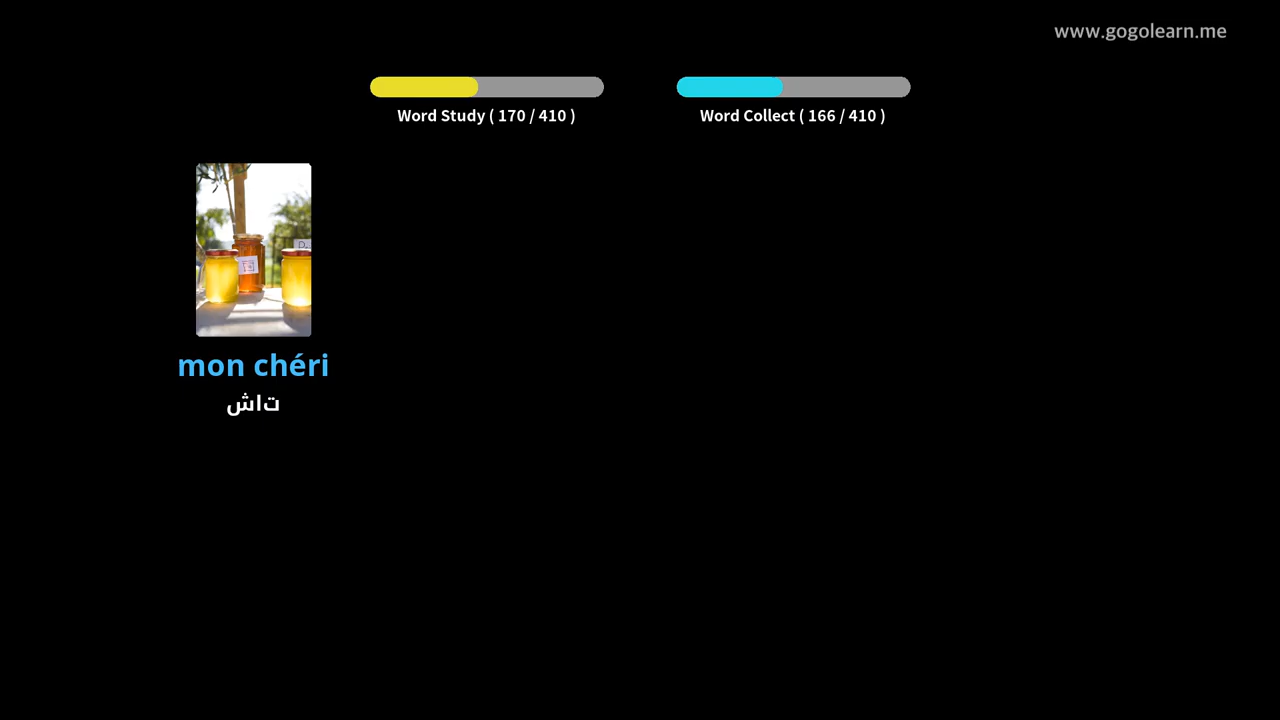 www.gogolearn.me
Word Study ( 170 / 410 )
Word Collect ( 166 / 410 )
mon chéri
تاش